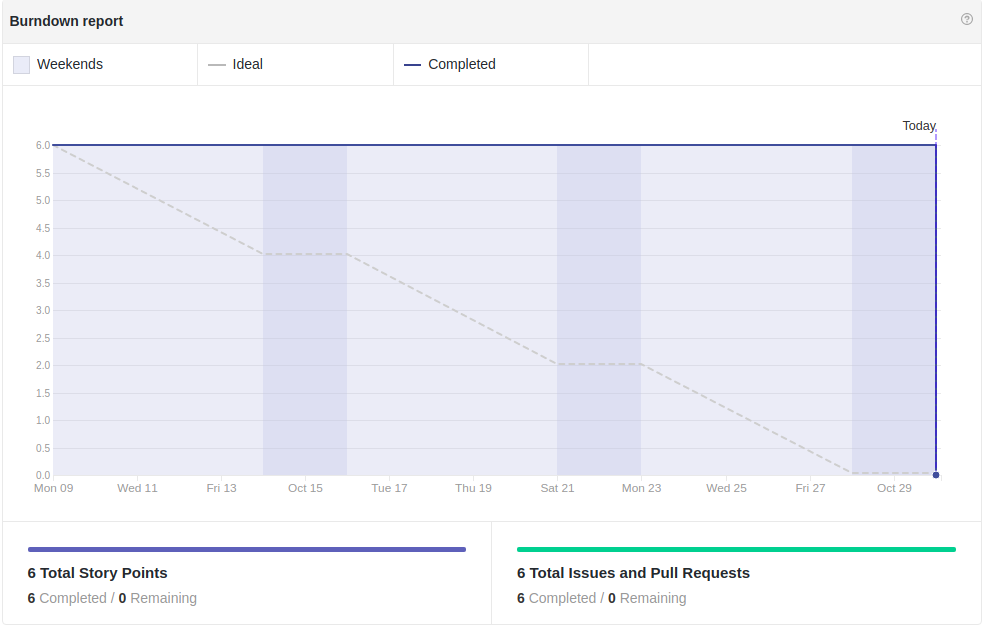 Burndown report
Weekends
Ideal
Completed
Today
6.0
5.5
5.0
4.5
4.0
3.5
3.0
2.5
2.0
1.5
1.0
0.5
0.0
Mon 09 Wed 11 Fri 13 Oct 15 Tue 17 Thu 19 Sat 21 Mon 23 Wed 25 Fri 27 Oct 29
6 Total Story Points
6 Completed / 0 Remaining
6 Total Issues and Pull Requests
6 Completed / 0 Remaining